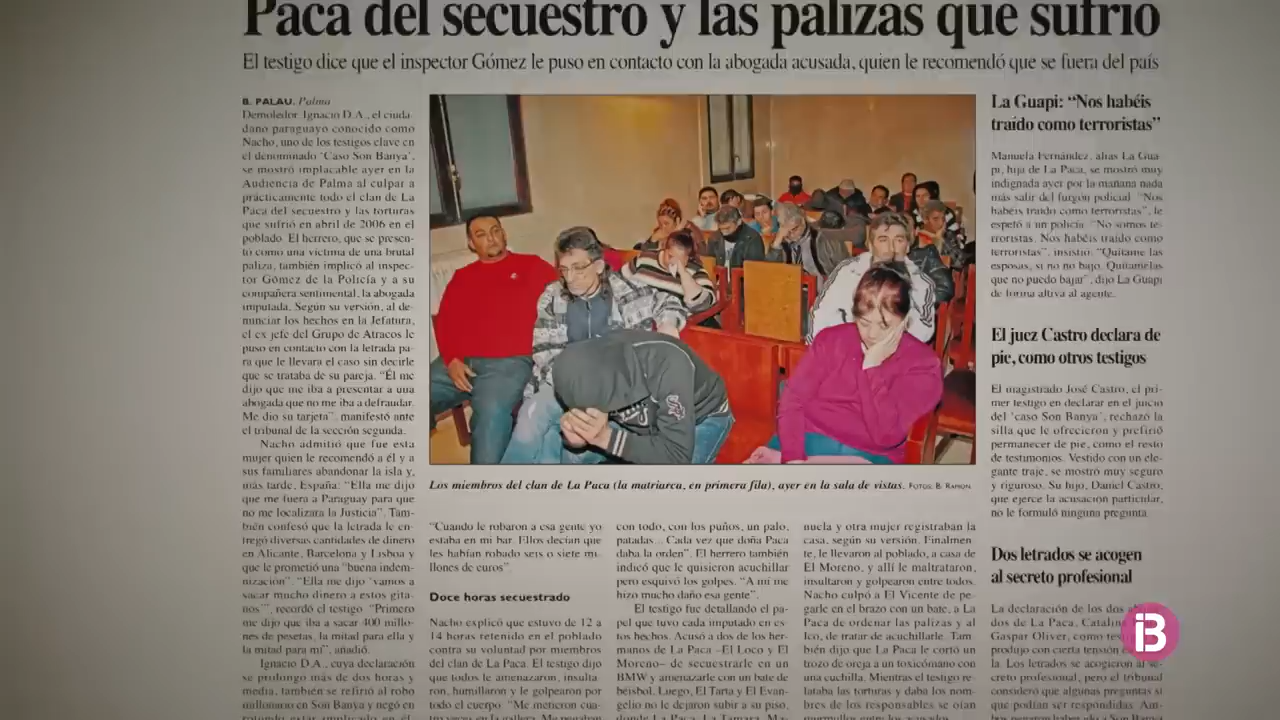 Paca del secuestro y las palizas que sufrió
El testigo dice que el inspector Gómez le puso en contacto con la abogada acusada, quien le recomendó que se fuera del país
B. PALAU. Palma
Demoledor. Ignacio D.A., el ciuda-
dano paraguayo conocido como
Nacho, uno de los testigos clave en
el denominado 'Caso Son Banya',
se mostró implacable ayer en la
Audiencia de Palma al culpar a
prácticamente todo el clan de La
Paca del secuestro y las torturas
que sufrió en abril de 2006 en el
poblado. El herrero, que se presen-
tó como una víctima de una brutal
paliza, también implicó al inspec-
tor Gómez de la Policía y a su
compañera sentimental, la abogada
imputada. Según su versión, al de-
nunciar los hechos en la Jefatura,
el ex jefe del Grupo de Atracos le
puso en contacto con la letrada pa-
ra que le llevara el caso sin decirle
que se trataba de su pareja. "Él me
dijo que me iba a presentar a una
abogada que no me iba a defraudar.
Me dio su tarjeta", manifestó ante
el tribunal de la sección segunda.
Nacho admitió que fue esta
mujer quien le recomendó a él y a
sus familiares abandonar la isla y,
más tarde, España: "Ella me dijo
que me fuera a Paraguay para que
no me localizara la Justicia". Tam-
bién confesó que la letrada le en-
tregó diversas cantidades de dinero
en Alicante, Barcelona y Lisboa y
que le prometió una "buena indem-
nización". "Ella me dijo 'vamos a
sacar mucho dinero a estos gita-
nos'", recordó el testigo. "Primero
me dijo que iba a sacar 400 millo-
nes de pesetas, la mitad para ella y
la mitad para mí", añadió.
Ignacio D.A., cuya declaración
se prolongó más de dos horas y
media, también se refirió al robo
millonario en Son Banya y negó en
Los miembros del clan de La Paca (la matriarca, en primera fila), ayer en la sala de vistas. FOTOS: B. RAMON.
"Cuando le robaron a esa gente yo
estaba en mi bar. Ellos decían que
les habían robado seis o siete mi-
llones de euros".
Doce horas secuestrado
Nacho explicó que estuvo de 12 a
14 horas retenido en el poblado
contra su voluntad por miembros
del clan de La Paca. El testigo dijo
que todos le amenazaron, insulta-
ron, humillaron y le golpearon por
todo el cuerpo. "Me metieron cua-
con todo, con los puños, un palo,
patadas... Cada vez que doña Paca
daba la orden". El herrero también
indicó que le quisieron acuchillar
pero esquivó los golpes. "A mí me
hizo mucho daño esa gente".
El testigo fue detallando el pa-
pel que tuvo cada imputado en es-
tos hechos. Acusó a dos de los her-
manos de La Paca –El Loco y El
Moreno– de secuestrarle en un
BMW y amenazarle con un bate de
béisbol. Luego, El Tarta y El Evan-
gelio no le dejaron subir a su piso,
donde La Paca, La Tamara, Ma-
nuela y otra mujer registraban la
casa, según su versión. Finalmen-
te, le llevaron al poblado, a casa de
El Moreno, y allí le maltrataron,
insultaron y golpearon entre todos.
Nacho culpó a El Vicente de pe-
garle en el brazo con un bate, a La
Paca de ordenar las palizas y al
Ico, de tratar de acuchillarle. Tam-
bién dijo que La Paca le cortó un
trozo de oreja a un toxicómano con
una cuchilla. Mientras el testigo re-
lataba las torturas y daba los nom-
bres de los responsables se oían
murmullos entre los acusados.
La Guapi: "Nos habéis
traído como terroristas"
Manuela Fernández, alias La Gua-
pi, hija de La Paca, se mostró muy
indignada ayer por la mañana nada
más salir del furgón policial. "Nos
habéis traído como terroristas", le
espetó a un policía. "No somos te-
rroristas. Nos habéis traído como
terroristas", insistió. "Quítame las
esposas, si no no bajo. Quítamelas
que no puedo bajar", dijo La Guapi
de forma altiva al agente.
El juez Castro declara de
pie, como otros testigos
El magistrado José Castro, el pri-
mer testigo en declarar en el juicio
del 'caso Son Banya', rechazó la
silla que le ofrecieron y prefirió
permanecer de pie, como el resto
de testimonios. Vestido con un ele-
gante traje, se mostró muy seguro
y riguroso. Su hijo, Daniel Castro,
que ejerce la acusación particular,
no le formuló ninguna pregunta.
Dos letrados se acogen
al secreto profesional
La declaración de los dos
dos de La Paca, Catalina
Gaspar Oliver, como
produjo con cierta tensión en
la. Los letrados se acogieron al se-
creto profesional, pero el tribunal
consideró que algunas preguntas sí
que podían ser respondidas. Ambos
iB